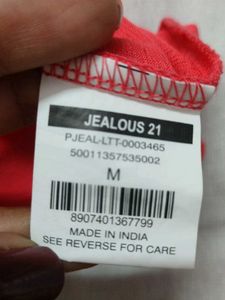 JEALOUS 21
PJEAL-LTT-0003465
50011357535002
M
8907401367799
MADE IN INDIA
SEE REVERSE FOR CARE